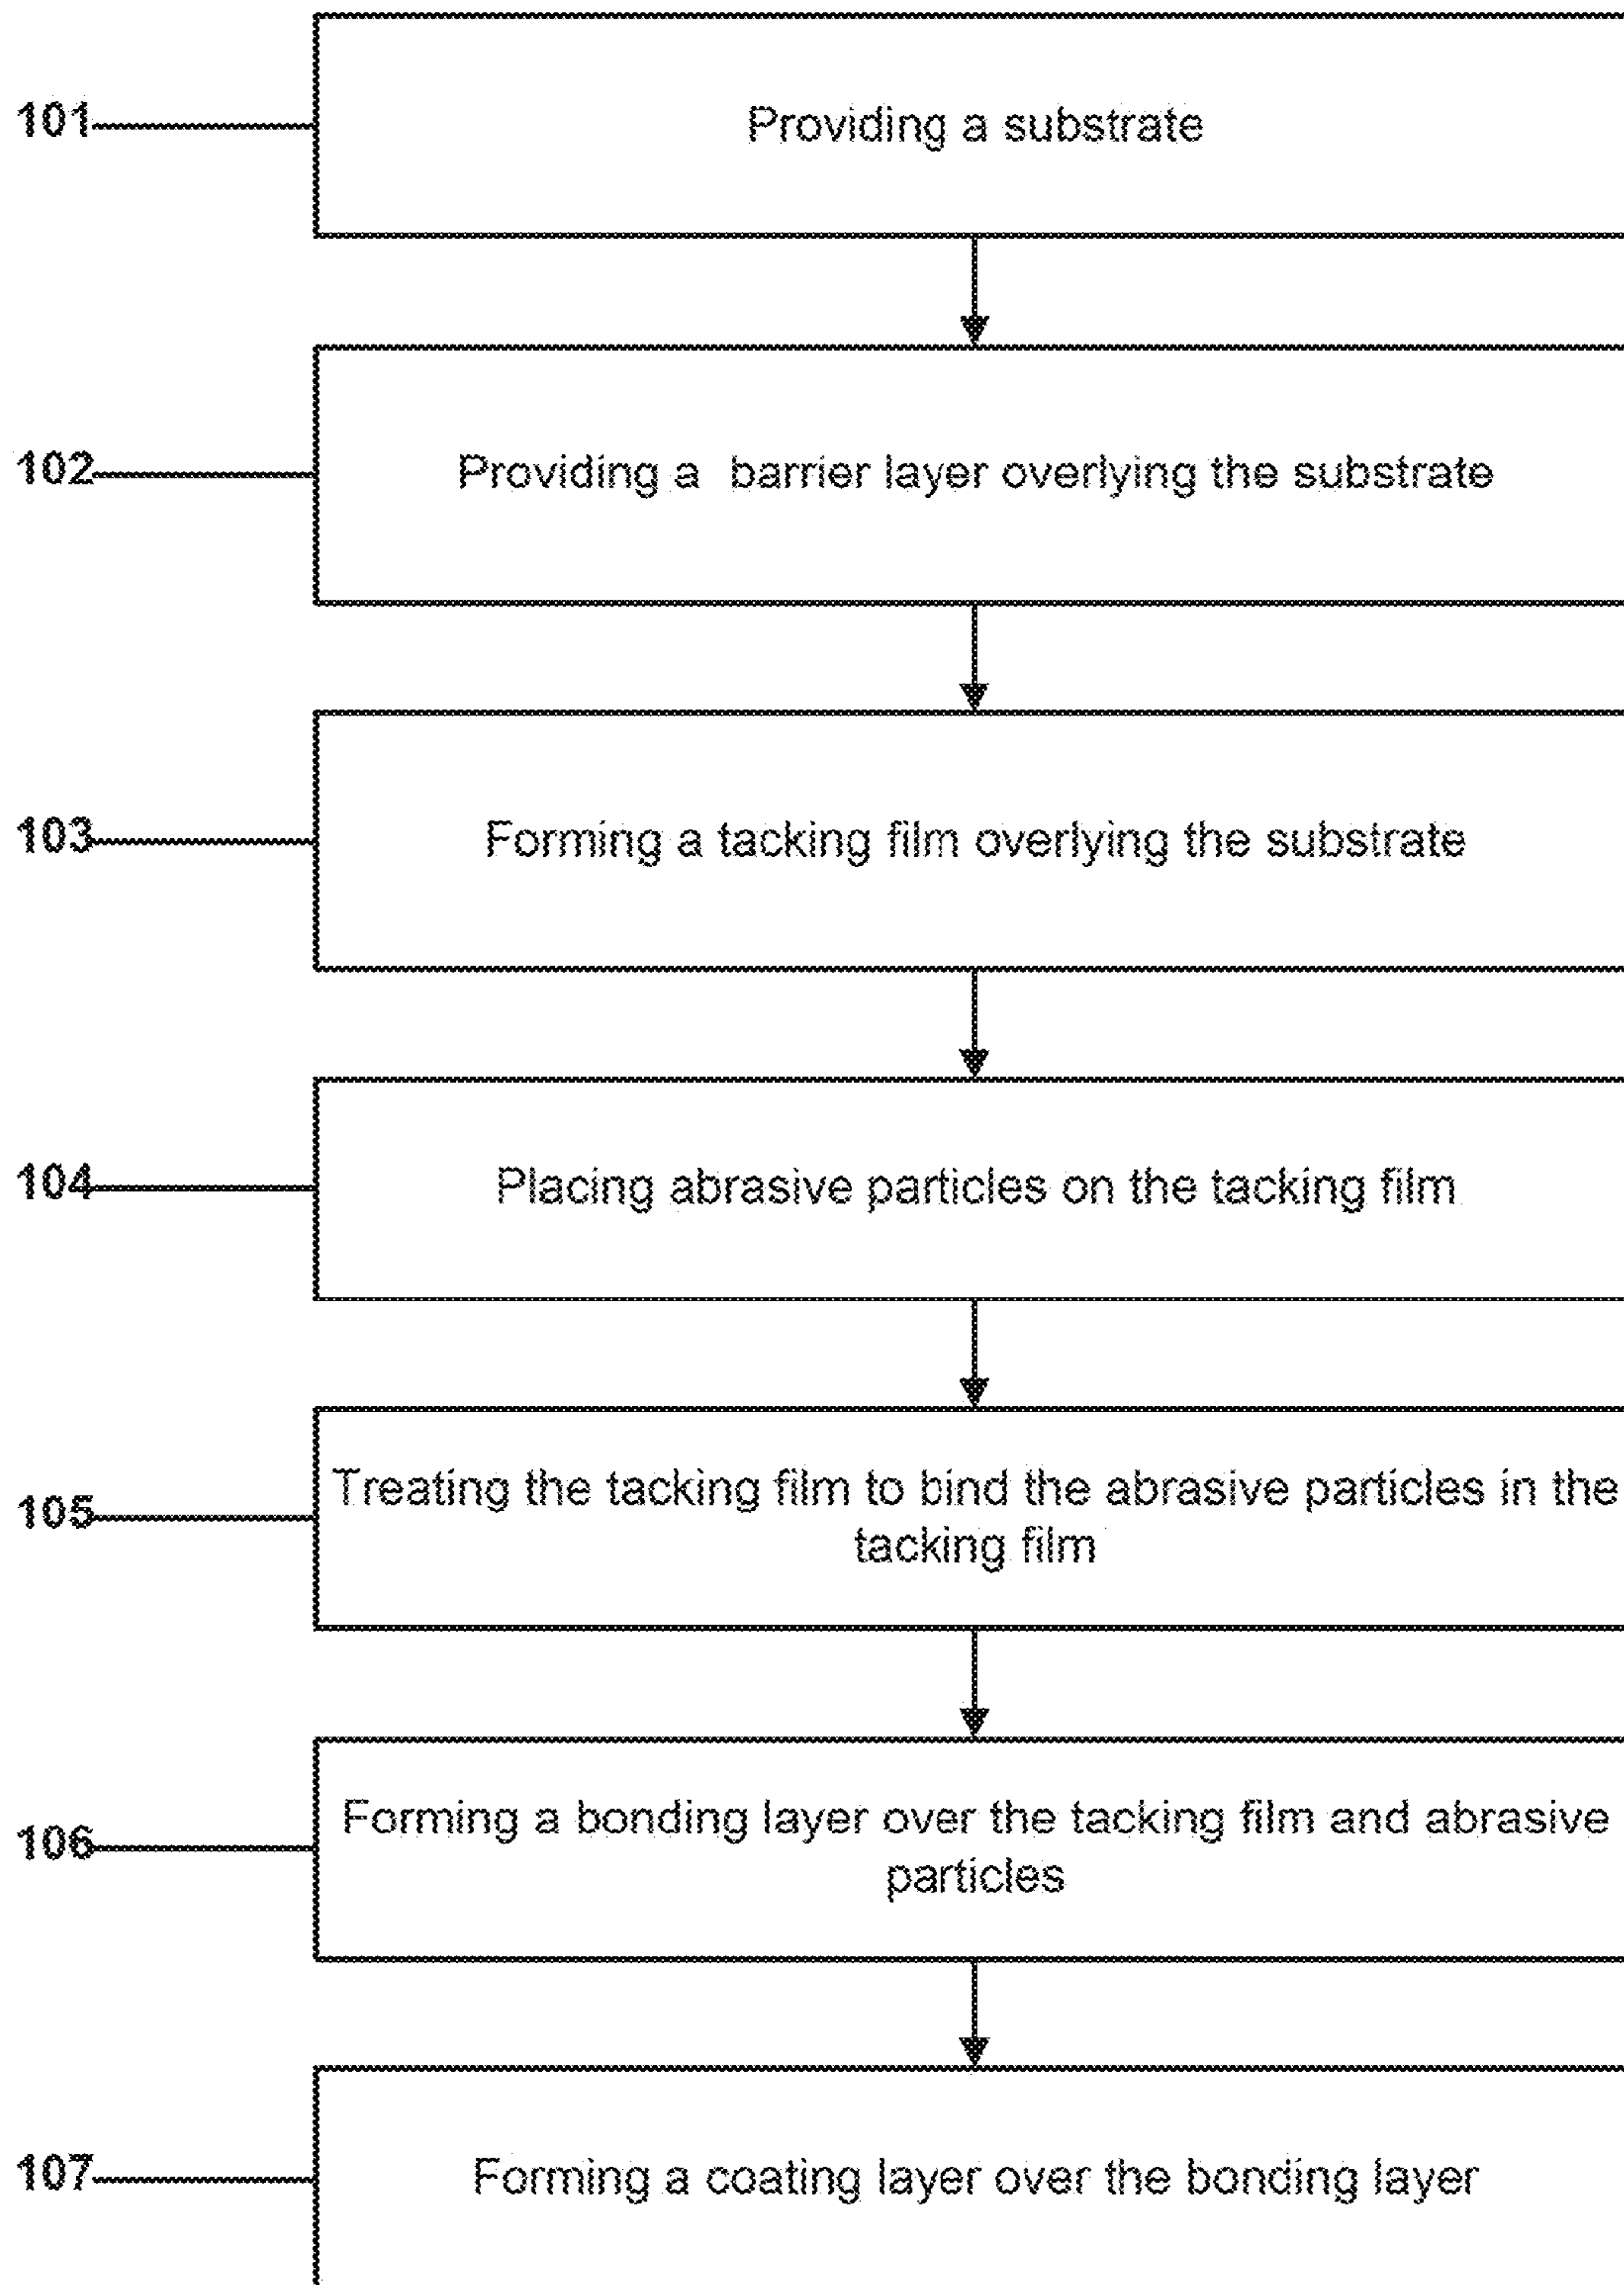 101
Providing a substrate
102
Providing a barrier layer overlying the substrate
103
Forming a tacking film overlying the substrate
104
Placing abrasive particles on the tacking film
105
Treating the tacking film to bind the abrasive particles in the
tacking film
106
Forming a bonding layer over the tacking film and abrasive
particles
107
Forming a coating layer over the bonding layer